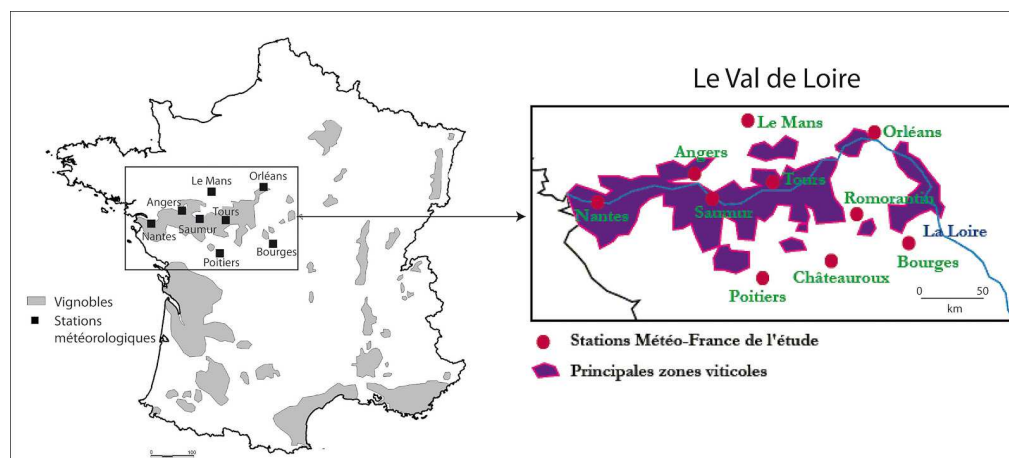 Orléans
Le Mans
Angers
Tours
Saumur
Nantes
Bourges
Poitiers
Vignobles
Stations
météorologiques
0 100
Le Val de Loire
Le Mans
Orléans
Angers
Tours
Romorantin
Nantes
Saumur
La Loire
Bourges
Châteauroux
Poitiers
0 50
km
Stations Météo-France de l'étude
Principales zones viticoles